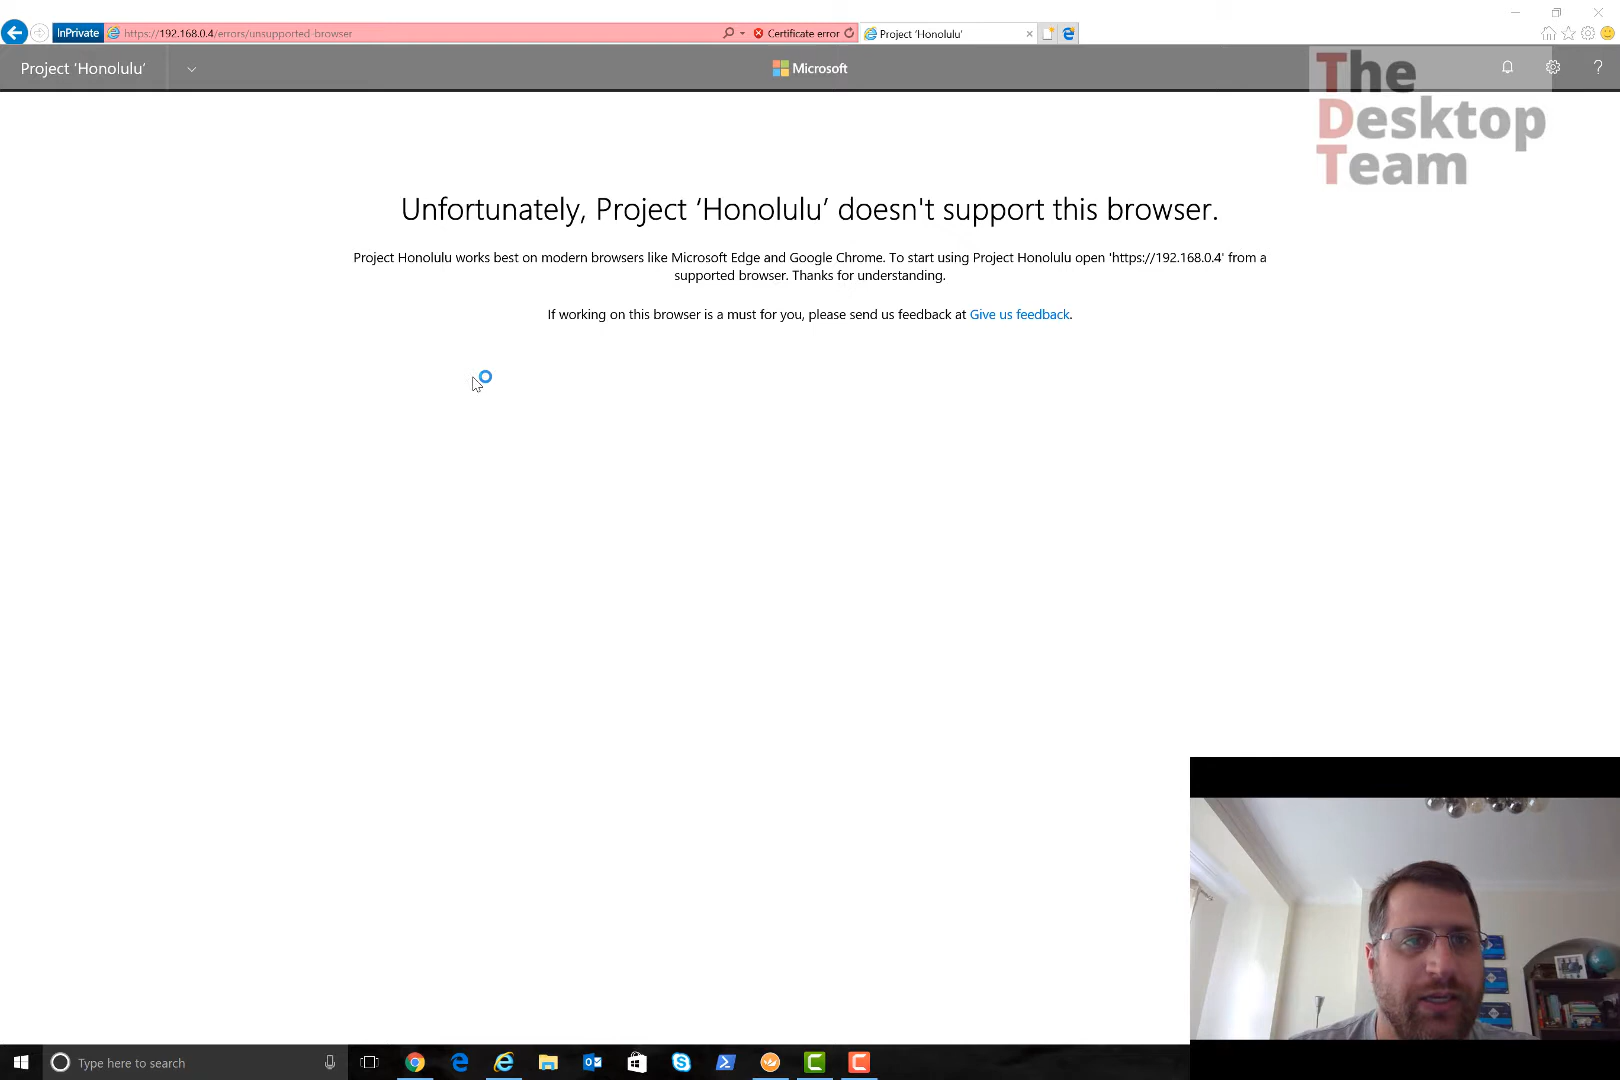 InPrivate
https://192.168.0.4/errors/unsupported-browser
Certificate error
Project 'Honolulu'
Project ‘Honolulu’
Microsoft
?
The
Desktop
Team
Unfortunately, Project ‘Honolulu’ doesn't support this browser.
Project Honolulu works best on modern browsers like Microsoft Edge and Google Chrome. To start using Project Honolulu open 'https://192.168.0.4' from a
supported browser. Thanks for understanding.
If working on this browser is a must for you, please send us feedback at Give us feedback.
Type here to search